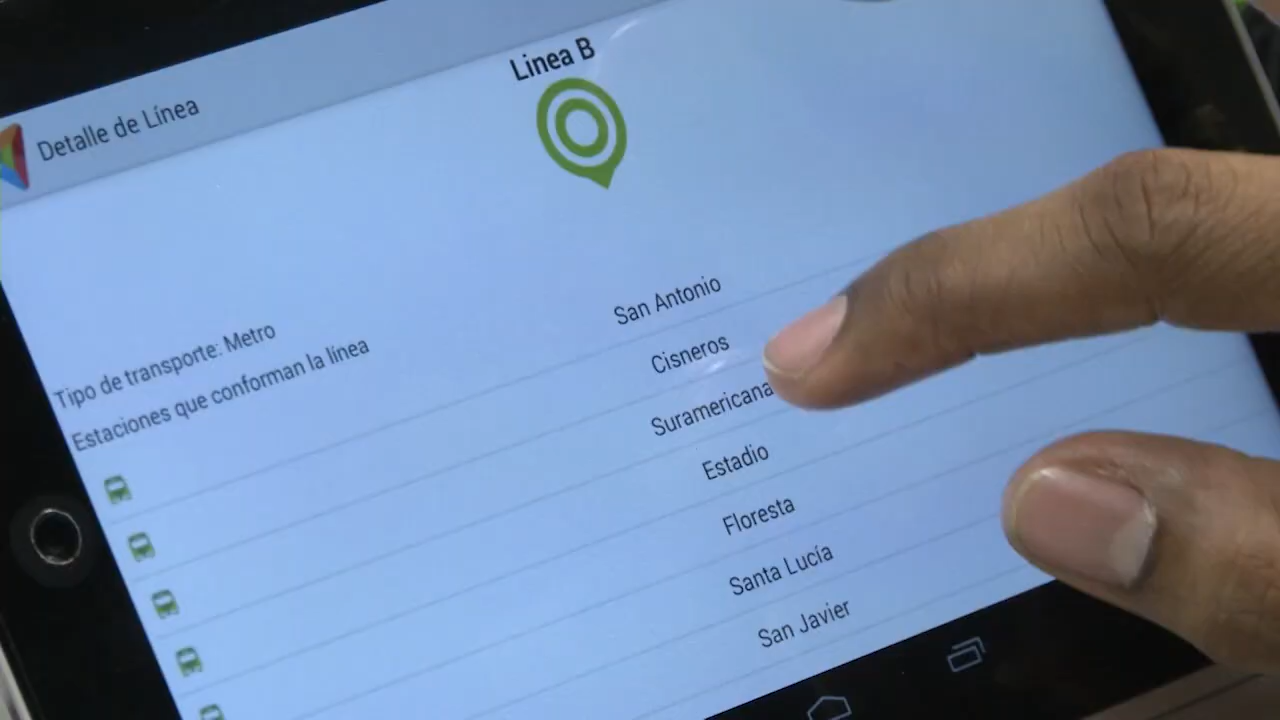 Detalle de Línea
Linea B
Tipo de transporte: Metro
Estaciones que conforman la línea
San Antonio
Cisneros
Suramericana
Estadio
Floresta
Santa Lucía
San Javier